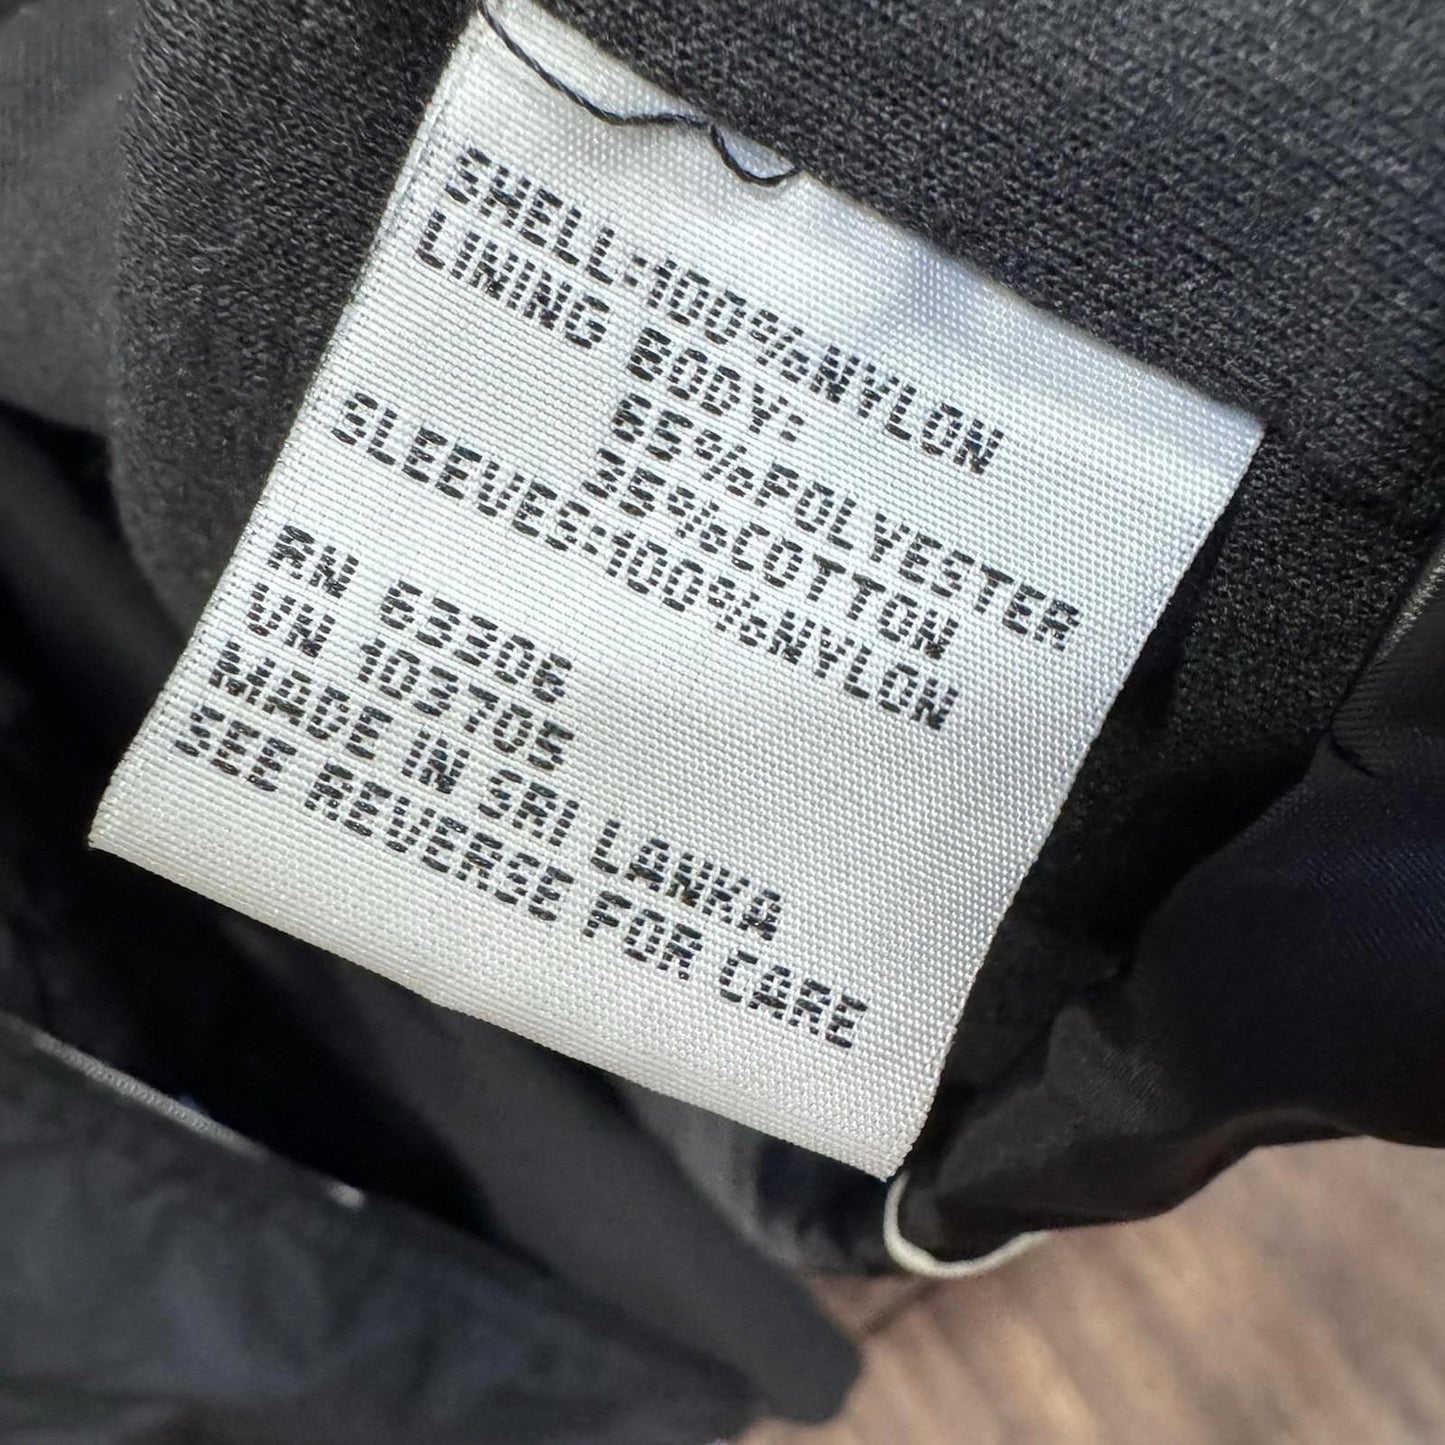 SHELL:100%NYLON
LINING BODY:
65%POLYESTER
35%COTTON
SLEEVES:100%NYLON
RN 63306
VN 103705
MADE IN SRI LANKA
SEE REVERSE FOR CARE